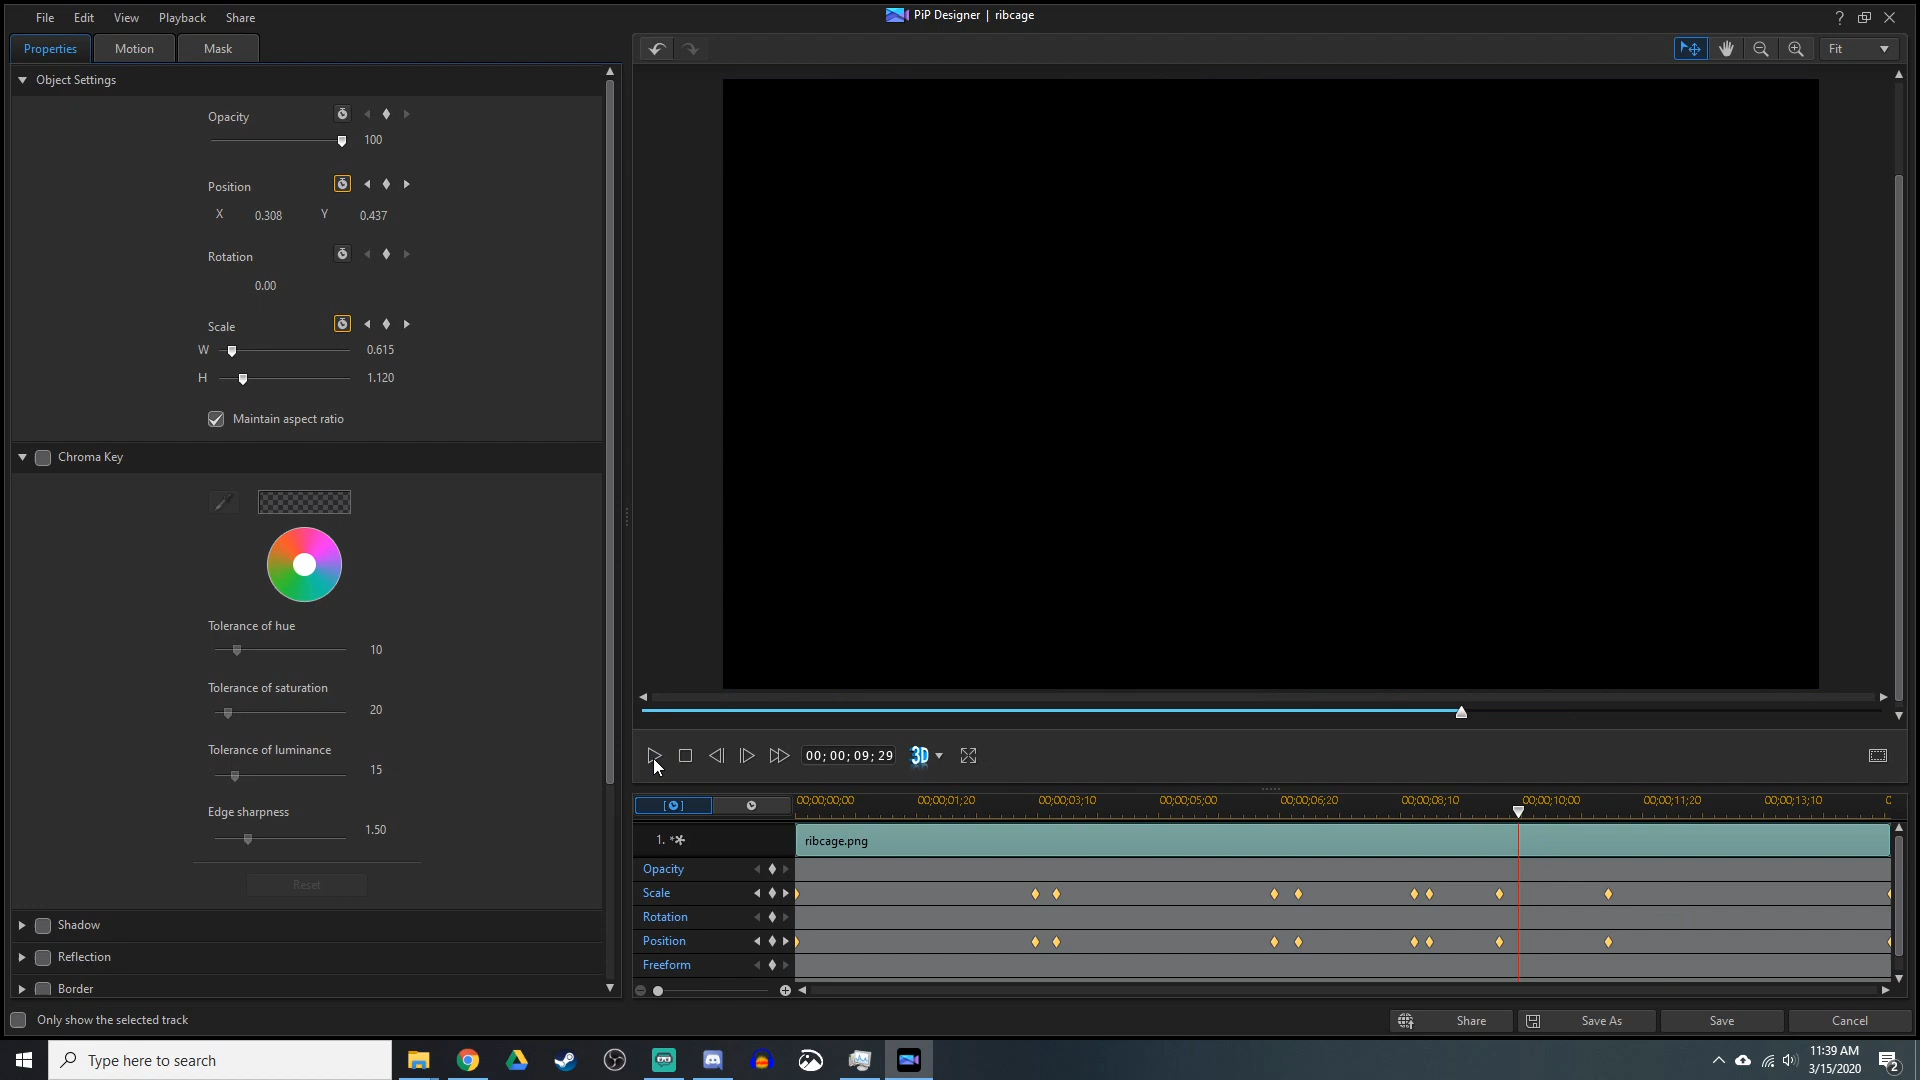 File Edit View Playback Share
PiP Designer | ribcage
?
Properties Motion Mask
Fit
Object Settings
Opacity
100
Position
X 0.308 Y 0.437
Rotation
0.00
Scale
W 0.615
H 1.120
Maintain aspect ratio
Chroma Key
Tolerance of hue
10
Tolerance of saturation
20
Tolerance of luminance
15
Edge sharpness
1.50
Reset
Shadow
Reflection
Border
00;00;09;29 3D
00;00;00;00 00;00;01;20 00;00;03;10 00;00;05;00 00;00;06;20 00;00;08;10 00;00;10;00 00;00;11;20 00;00;13;10
1. ribcage.png
Opacity
Scale
Rotation
Position
Freeform
Only show the selected track
Share Save As Save Cancel
Type here to search
11:39 AM
3/15/2020
2